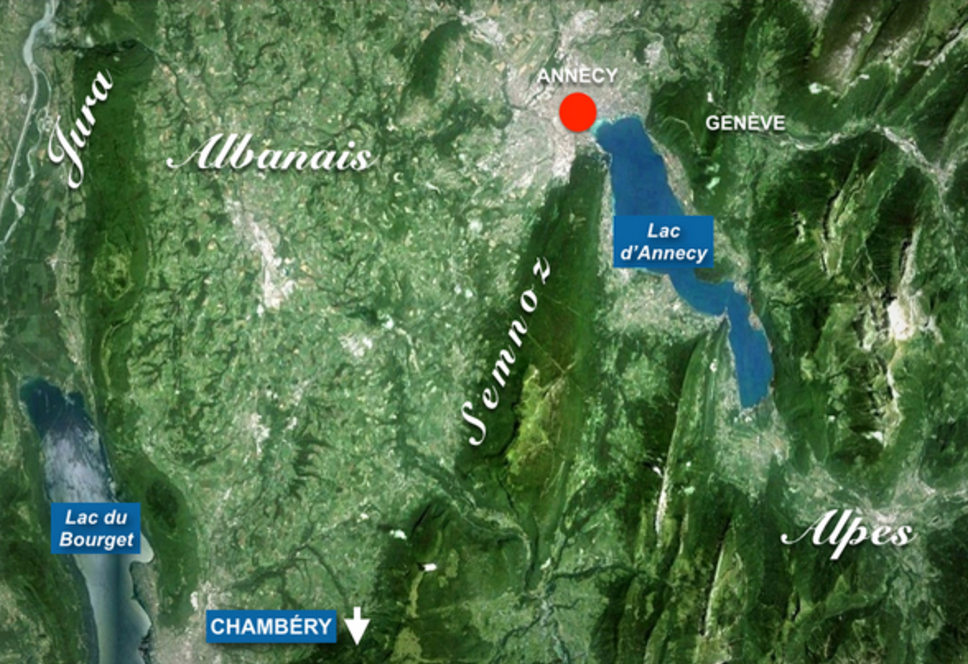 ANNECY
Jura
GENÈVE
Albanais
Lac
d'Annecy
Semnoz
Lac du
Bourget
Alpes
CHAMBÉRY